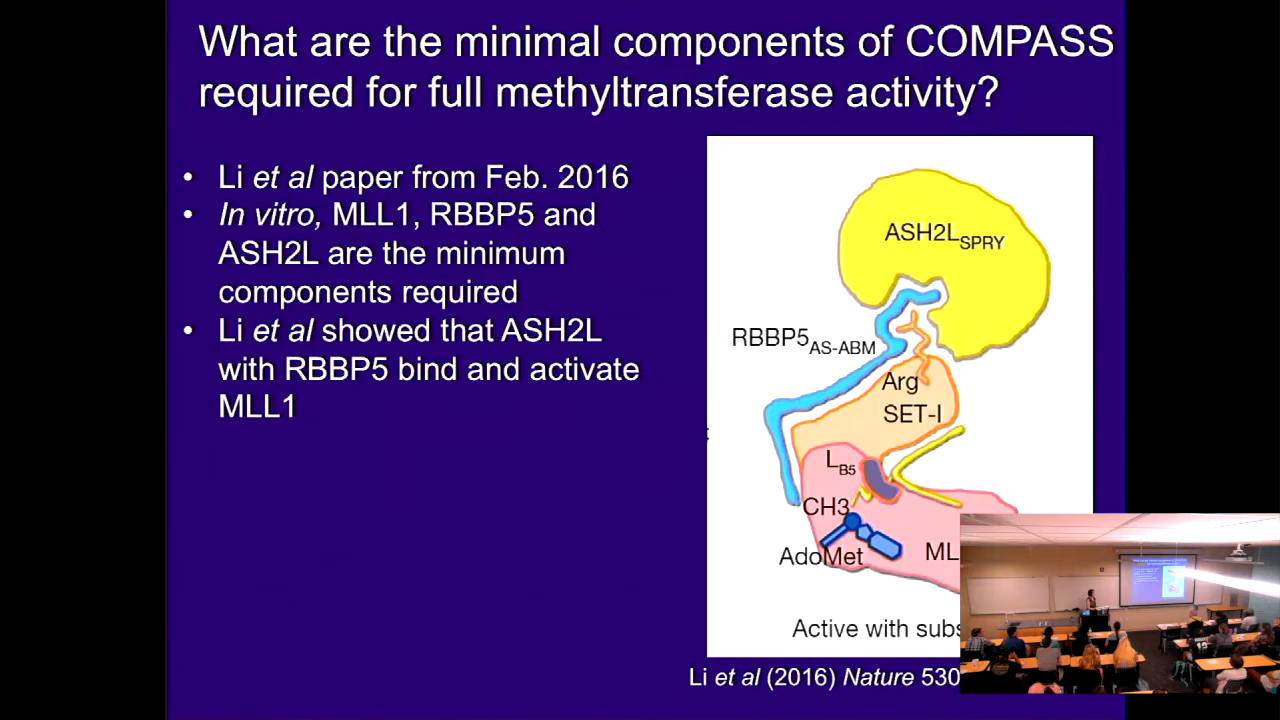 What are the minimal components of COMPASS
required for full methyltransferase activity?
• Li et al paper from Feb. 2016
• In vitro, MLL1, RBBP5 and
ASH2L are the minimum
components required
• Li et al showed that ASH2L
with RBBP5 bind and activate
MLL1
ASH2LSPRY
RBBP5AS-ABM
Arg
SET-I
LB5
CH3
AdoMet
ML
Active with subs
Li et al (2016) Nature 530